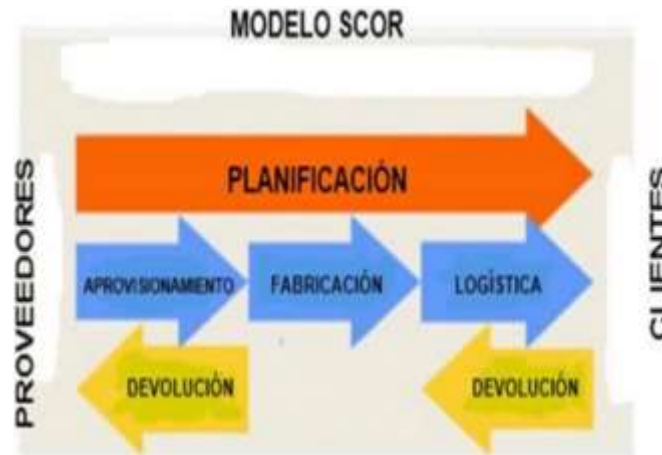 MODELO SCOR
PROVEEDORES
PLANIFICACIÓN
APROVISIONAMIENTO
FABRICACIÓN
LOGÍSTICA
DEVOLUCIÓN
DEVOLUCIÓN
CLIENTES